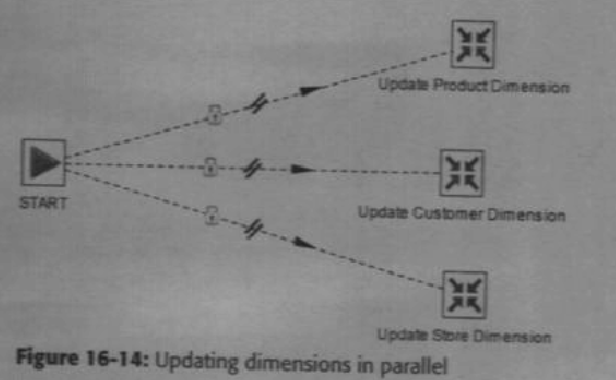 Update Product Dimension
START
Update Customer Dimension
Update Store Dimension
Figure 16-14: Updating dimensions in parallel